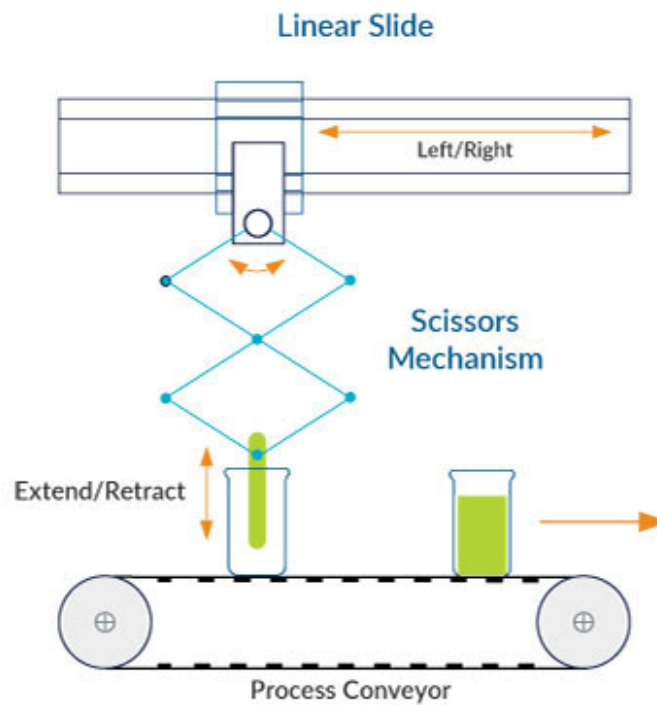 Linear Slide
Left/Right
Scissors
Mechanism
Extend/Retract
Process Conveyor